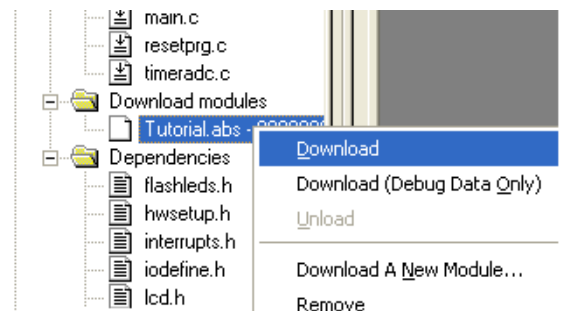 main.c
resetprg.c
timeradc.c
Download modules
Tutorial.abs -
Dependencies
flashleds.h
hwsetup.h
interrupts.h
iodefine.h
lcd.h
Download
Download (Debug Data Only)
Unload
Download A New Module...
Remove